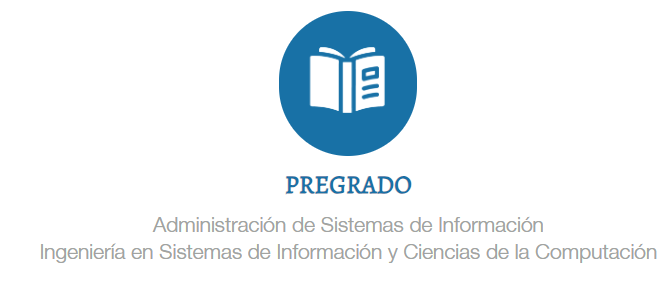 PREGRADO
Administración de Sistemas de Información
Ingeniería en Sistemas de Información y Ciencias de la Computación